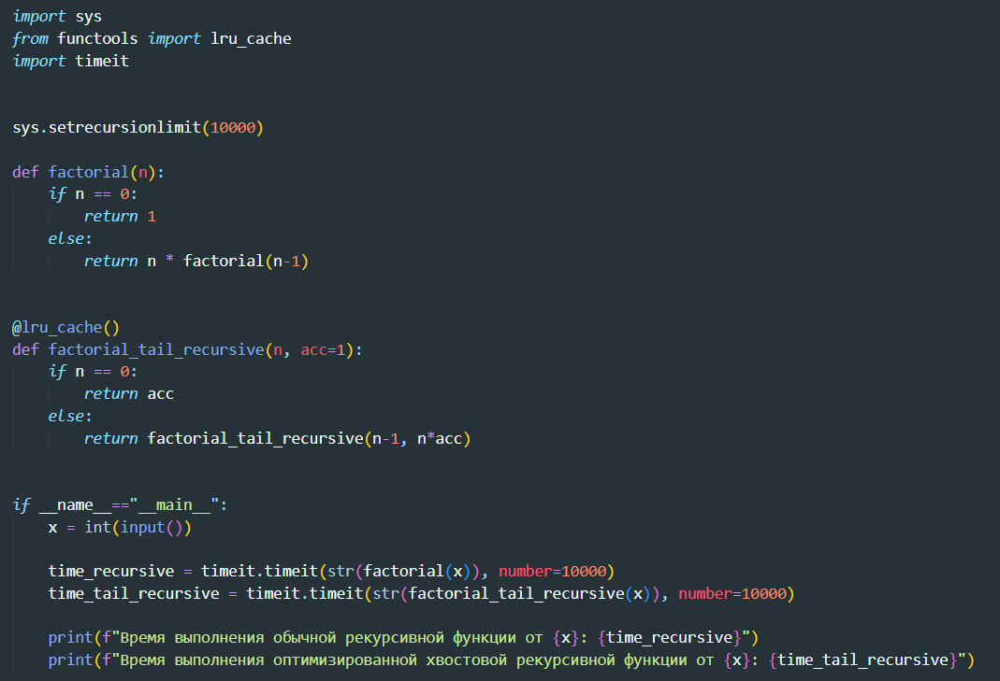 import sys
from functools import lru_cache
import timeit
sys.setrecursionlimit(10000)
def factorial(n):
if n == 0:
return 1
else:
return n * factorial(n-1)
@lru_cache()
def factorial_tail_recursive(n, acc=1):
if n == 0:
return acc
else:
return factorial_tail_recursive(n-1, n*acc)
if __name__=="__main__":
x = int(input())
time_recursive = timeit.timeit(str(factorial(x)), number=10000)
time_tail_recursive = timeit.timeit(str(factorial_tail_recursive(x)), number=10000)
print(f"Время выполнения обычной рекурсивной функции от {x}: {time_recursive}")
print(f"Время выполнения оптимизированной хвостовой рекурсивной функции от {x}: {time_tail_recursive}")